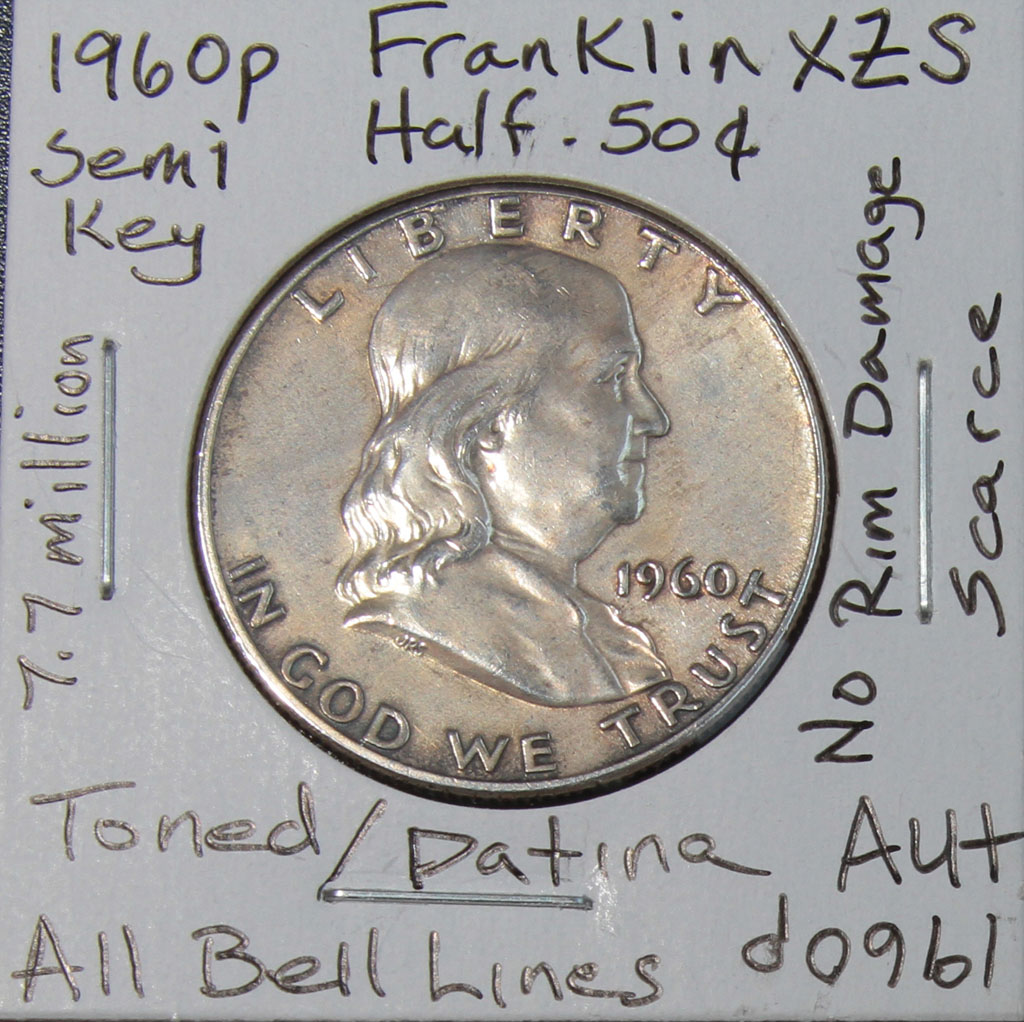 1960p
Semi
Key
Franklin XZS
Half. 50¢
7.7 million
No Rim Damage
Scarce
LIBERTY
1960
IN GOD WE TRUST
JRS
Toned/Patina AU+
All Bell Lines d0961